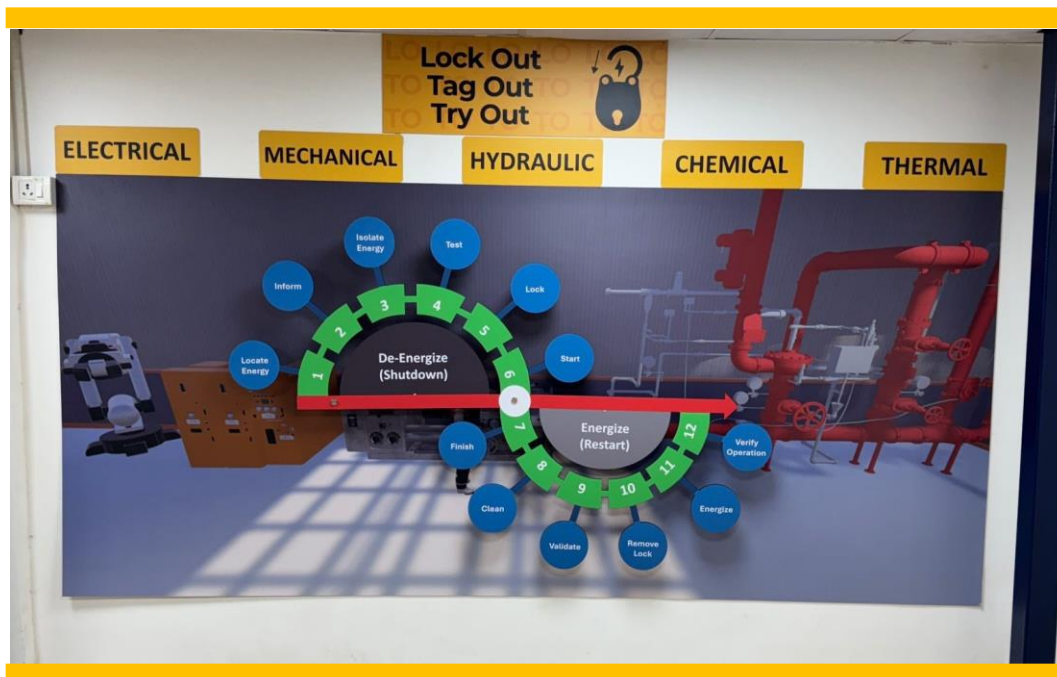 Lock Out
Tag Out
Try Out
ELECTRICAL
MECHANICAL
HYDRAULIC
CHEMICAL
THERMAL
Locate
Energy
Inform
Isolate
Energy
Test
Lock
Start
1
2
3
4
5
6
De-Energize
(Shutdown)
Energize
(Restart)
7
8
9
10
11
12
Finish
Clean
Validate
Remove
Lock
Energize
Verify
Operation